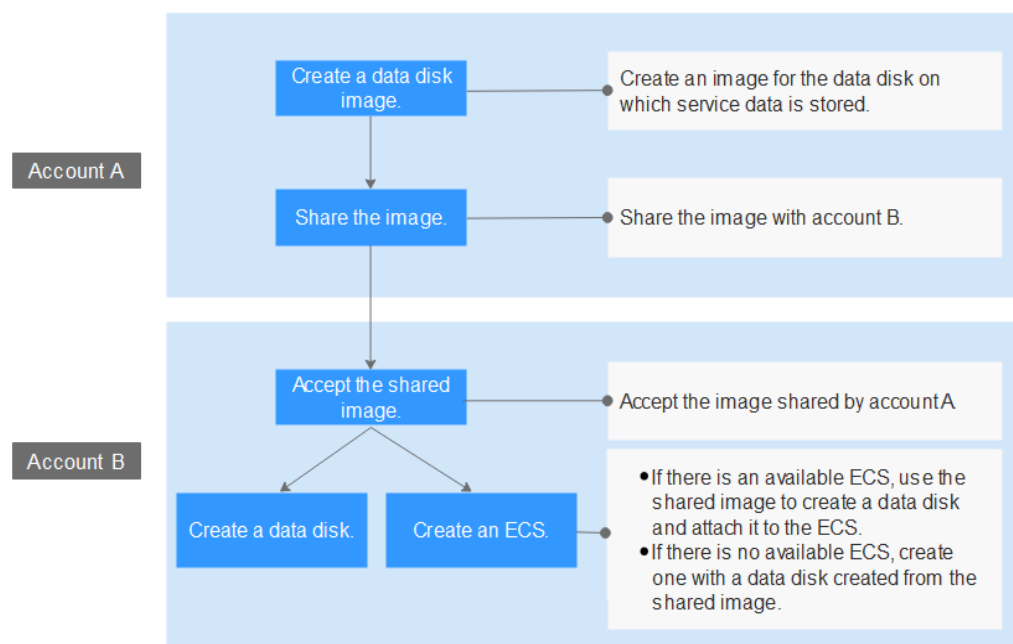 Create a data disk
image.
Create an image for the data disk on
which service data is stored.
Account A
Share the image.
Share the image with account B.
Accept the shared
image.
Accept the image shared by account A
Account B
Create a data disk.
Create an ECS.
●If there is an available ECS, use the
shared image to create a data disk
and attach it to the ECS.
●If there is no available ECS, create
one with a data disk created from the
shared image.